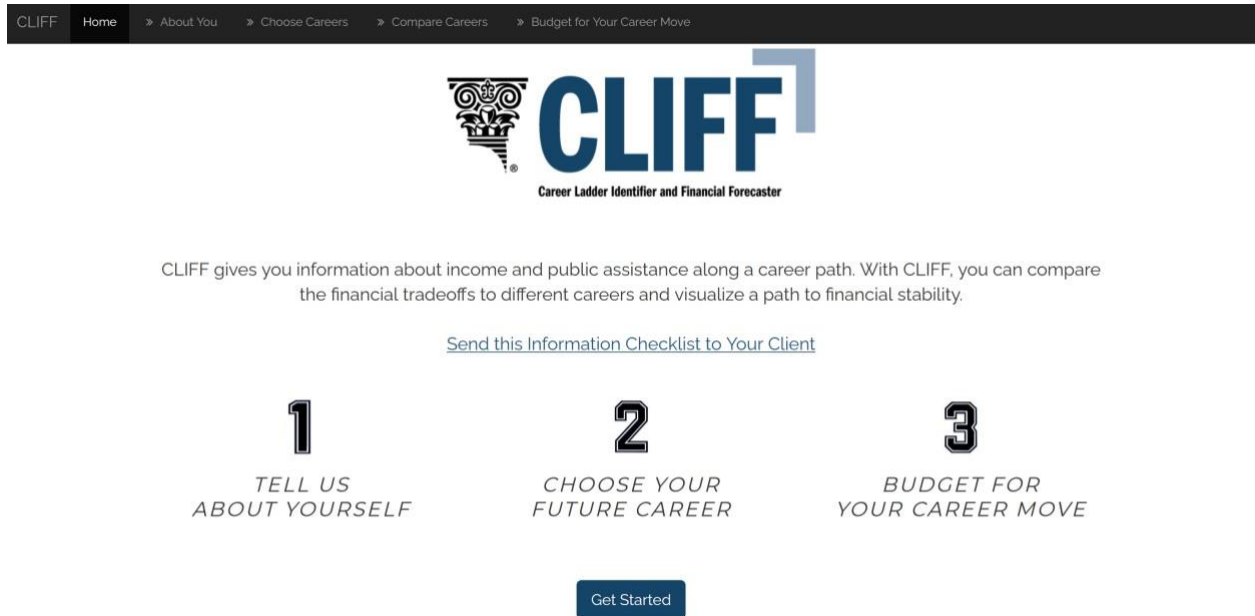 CLIFF Home » About You » Choose Careers » Compare Careers » Budget for Your Career Move
CLIFF
®
Career Ladder Identifier and Financial Forecaster
CLIFF gives you information about income and public assistance along a career path. With CLIFF, you can compare
the financial tradeoffs to different careers and visualize a path to financial stability.
Send this Information Checklist to Your Client
1
TELL US
ABOUT YOURSELF
2
CHOOSE YOUR
FUTURE CAREER
3
BUDGET FOR
YOUR CAREER MOVE
Get Started